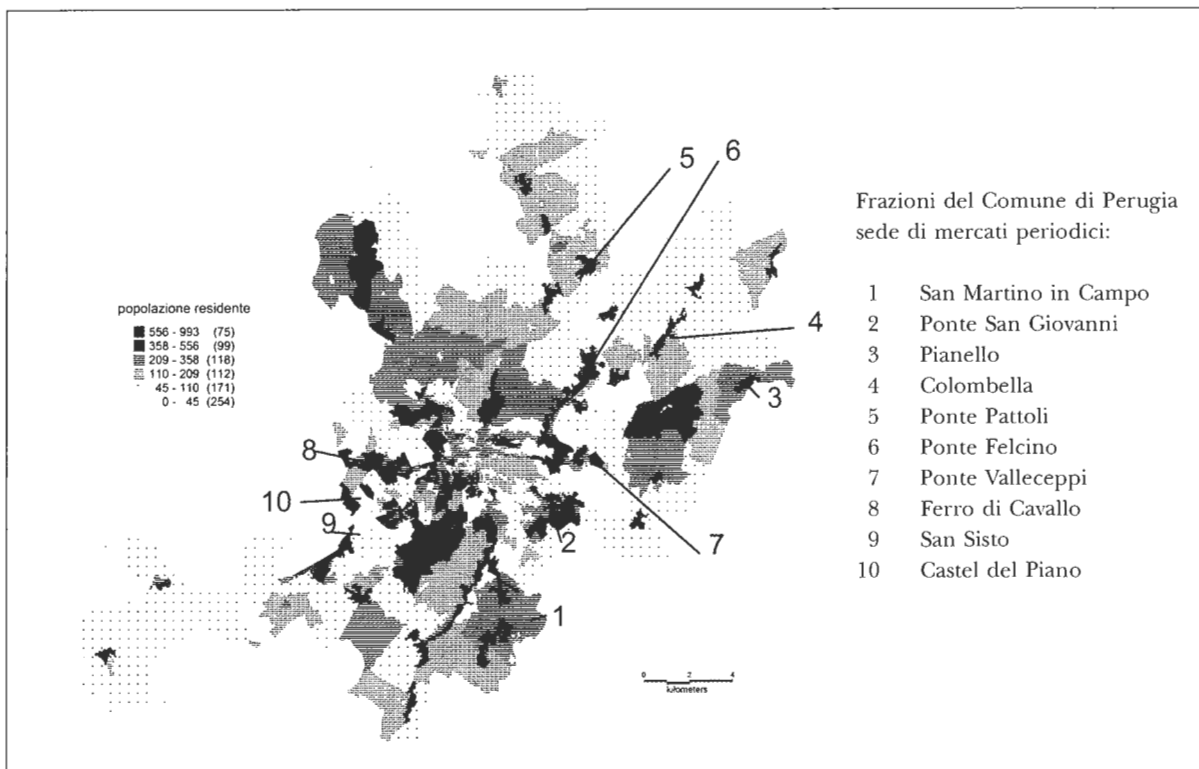 5
6
4
3
8
10
9
2
7
1
popolazione residente
556 - 993 (75)
358 - 556 (99)
209 - 358 (118)
110 - 209 (112)
45 - 110 (171)
0 - 45 (254)
0 2 4
kilometers
Frazioni del Comune di Perugia
sede di mercati periodici:
1 San Martino in Campo
2 Ponte San Giovanni
3 Pianello
4 Colombella
5 Ponte Pattoli
6 Ponte Felcino
7 Ponte Valleceppi
8 Ferro di Cavallo
9 San Sisto
10 Castel del Piano